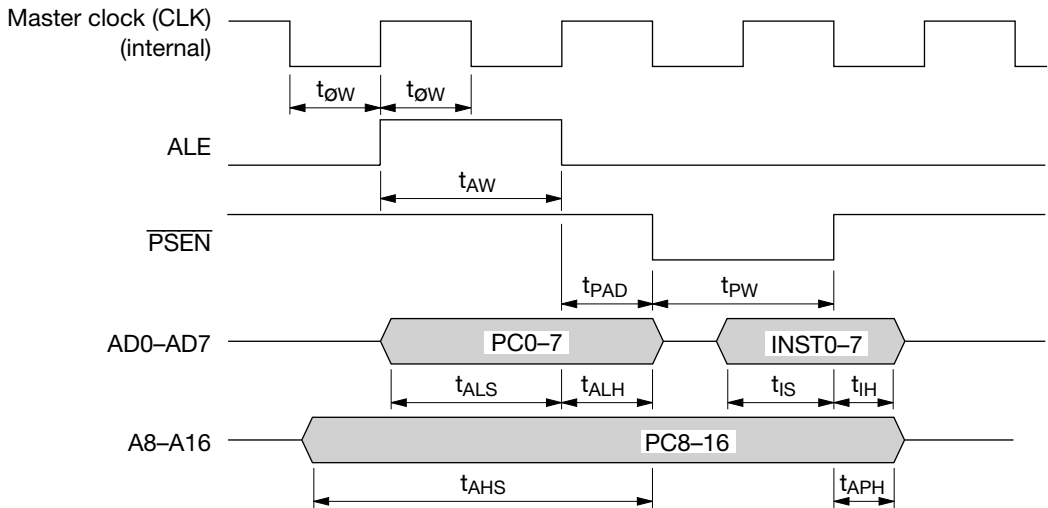 Master clock (CLK)
(internal)
tøW tøW
ALE
tAW
PSEN
tPAD tPW
AD0–AD7 PC0–7 INST0–7
tALS tALH tIS tIH
A8–A16 PC8–16
tAHS tAPH